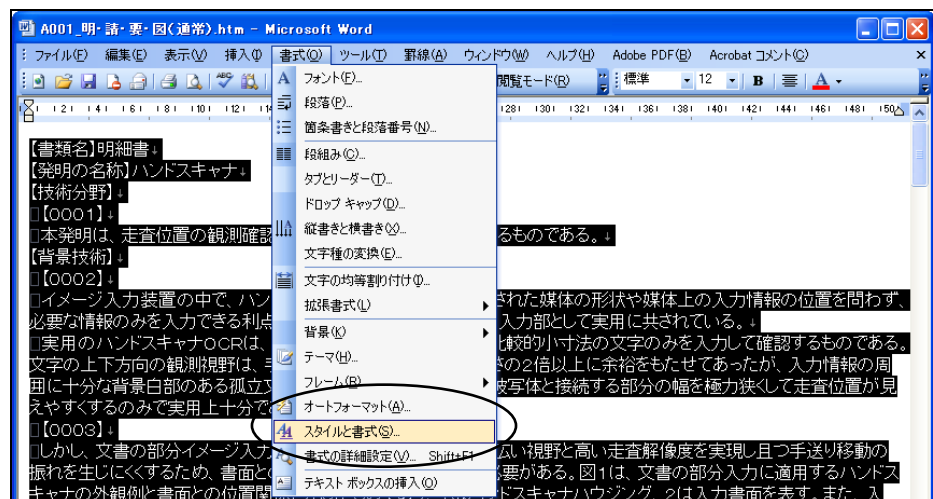 A001_明・請・要・図(通常).htm - Microsoft Word
ファイル(F) 編集(E) 表示(V) 挿入(I) 書式(O) ツール(T) 罫線(A) ウィンドウ(W) ヘルプ(H) Adobe PDF(B) Acrobat コメント(C)
閲覧モード(R) 標準 12 B A
フォント(F)...
段落(P)...
箇条書きと段落番号(N)...
段組み(C)...
タブとリーダー(T)...
ドロップ キャップ(D)...
縦書きと横書き(X)...
文字種の変換(E)...
文字の均等割り付け(I)...
拡張書式(L)
背景(K)
テーマ(H)...
フレーム(R)
オートフォーマット(A)...
スタイルと書式(S)...
書式の詳細設定(V)... Shift+F1
テキスト ボックスの挿入(O)
【書類名】明細書↓
【発明の名称】ハンドスキャナ↓
【技術分野】↓
【0001】↓
本発明は、走査位置の観測確認 るものである。↓
【背景技術】↓
【0002】↓
イメージ入力装置の中で、ハン された媒体の形状や媒体上の入力情報の位置を問わず、
必要な情報のみを入力できる利点 入力部として実用に共されている。↓
実用のハンドスキャナOCRは、 比較的小寸法の文字のみを入力して確認するものである。
文字の上下方向の観測視野は、 の2倍以上に余裕をもたせてあったが、入力情報の周
囲に十分な背景白部のある孤立文 被写体と接続する部分の幅を極力狭くして走査位置が見
えやすくするのみで実用上十分で
【0003】↓
しかし、文書の部分イメージ入力 広い視野と高い走査解像度を実現し且つ手送り移動の
振れを生じにくくするため、書面と 必要がある。図1は、文書の部分入力に適用するハンドス
キャナの外観例と書面との位置関 ドスキャナハウジング、2は入力書面を表す。また、入